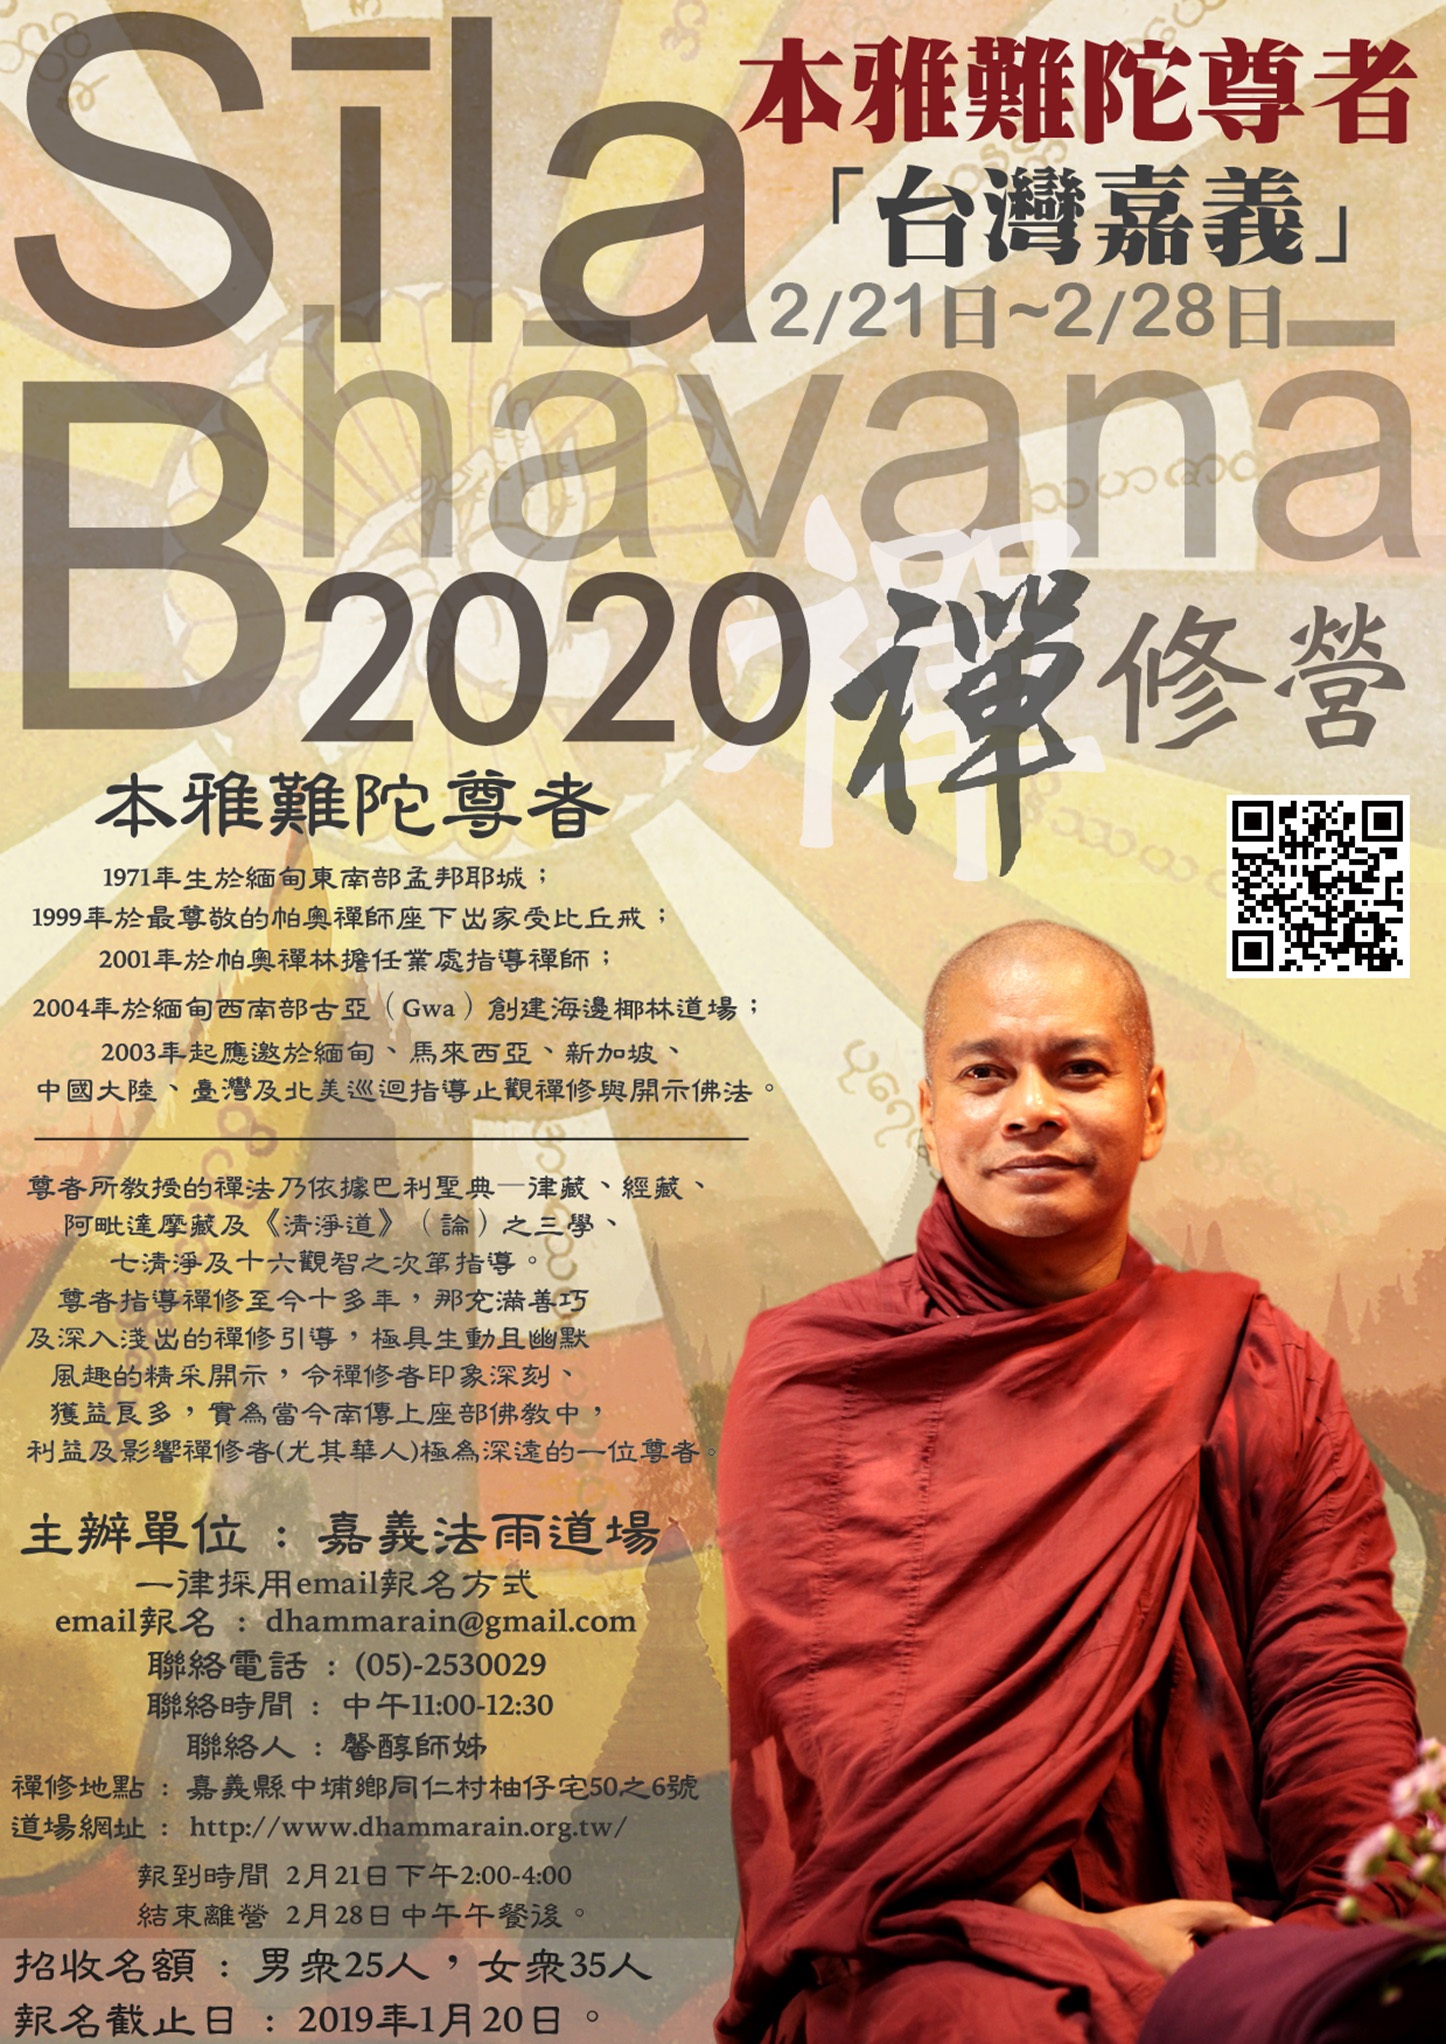 Sīla
本雅難陀尊者
「台灣嘉義」
2/21日~2/28日
Bhāvanā
2020禪修營
本雅難陀尊者
1971年生於緬甸東南部孟邦耶城；
1999年於最尊敬的帕奧禪師座下出家受比丘戒；
2001年於帕奧禪林擔任業處指導禪師；
2004年於緬甸西南部古亞（Gwa）創建海邊椰林道場；
2003年起應邀於緬甸、馬來西亞、新加坡、
中國大陸、臺灣及北美巡迴指導止觀禪修與開示佛法。
尊者所教授的禪法乃依據巴利聖典—律藏、經藏、
阿毗達摩藏及《清淨道》（論）之三學、
七清淨及十六觀智之次第指導。
尊者指導禪修至今十多年，那充滿善巧
及深入淺出的禪修引導，極具生動且幽默
風趣的精采開示，令禪修者印象深刻、
獲益良多，實為當今南傳上座部佛教中，
利益及影響禪修者(尤其華人)極為深遠的一位尊者。
主辦單位：嘉義法雨道場
一律採用email報名方式
email報名：dhammarain@gmail.com
聯絡電話：(05)-2530029
聯絡時間：中午11:00-12:30
聯絡人：馨醇師姊
禪修地點：嘉義縣中埔鄉同仁村柚仔宅50之6號
道場網址：http://www.dhammarain.org.tw/
報到時間 2月21日下午2:00-4:00
結束離營 2月28日中午午餐後。
招收名額：男眾25人，女眾35人
報名截止日：2019年1月20日。